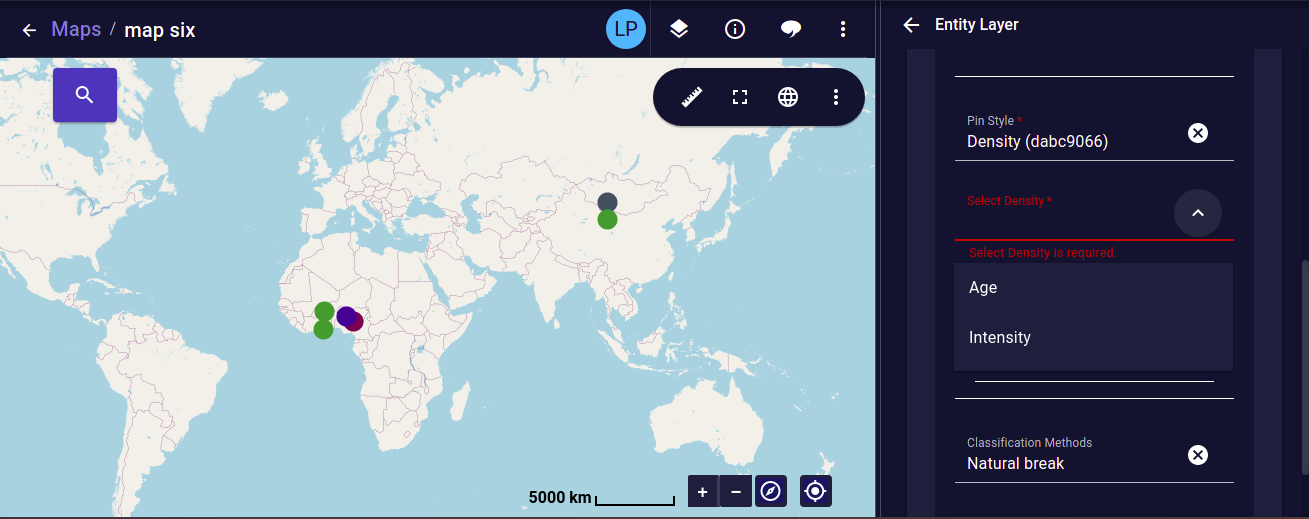 Maps / map six
LP
Entity Layer
Pin Style *
Density (dabc9066)
Select Density *
Select Density is required.
Age
Intensity
Classification Methods
Natural break
5000 km
+
−